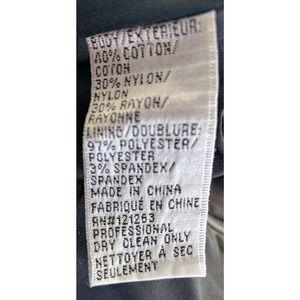 BODY/EXTERIEUR:
40% COTTON/
COTON
30% NYLON/
NYLON
30% RAYON/
RAYONNE
LINING/DOUBLURE:
97% POLYESTER/
POLYESTER
3% SPANDEX/
SPANDEX
MADE IN CHINA
FABRIQUÉ EN CHINE
RN#121263
PROFESSIONAL
DRY CLEAN ONLY
NETTOYER À SEC
SEULEMENT